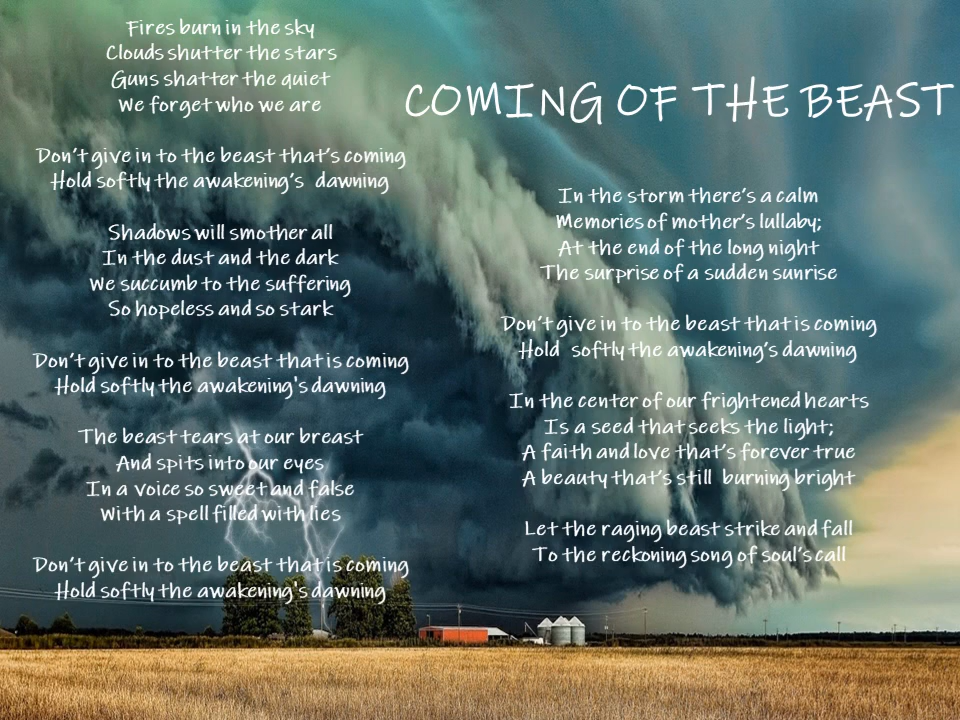 COMING OF THE BEAST
Fires burn in the sky
Clouds shutter the stars
Guns shatter the quiet
We forget who we are
Don't give in to the beast that's coming
Hold softly the awakening's dawning
Shadows will smother all
In the dust and the dark
We succumb to the suffering
So hopeless and so stark
Don't give in to the beast that is coming
Hold softly the awakening's dawning
The beast tears at our breast
And spits into our eyes
In a voice so sweet and false
With a spell filled with lies
Don't give in to the beast that is coming
Hold softly the awakening's dawning
In the storm there's a calm
Memories of mother's lullaby;
At the end of the long night
The surprise of a sudden sunrise
Don't give in to the beast that is coming
Hold softly the awakening's dawning
In the center of our frightened hearts
Is a seed that seeks the light;
A faith and love that's forever true
A beauty that's still burning bright
Let the raging beast strike and fall
To the reckoning song of soul's call